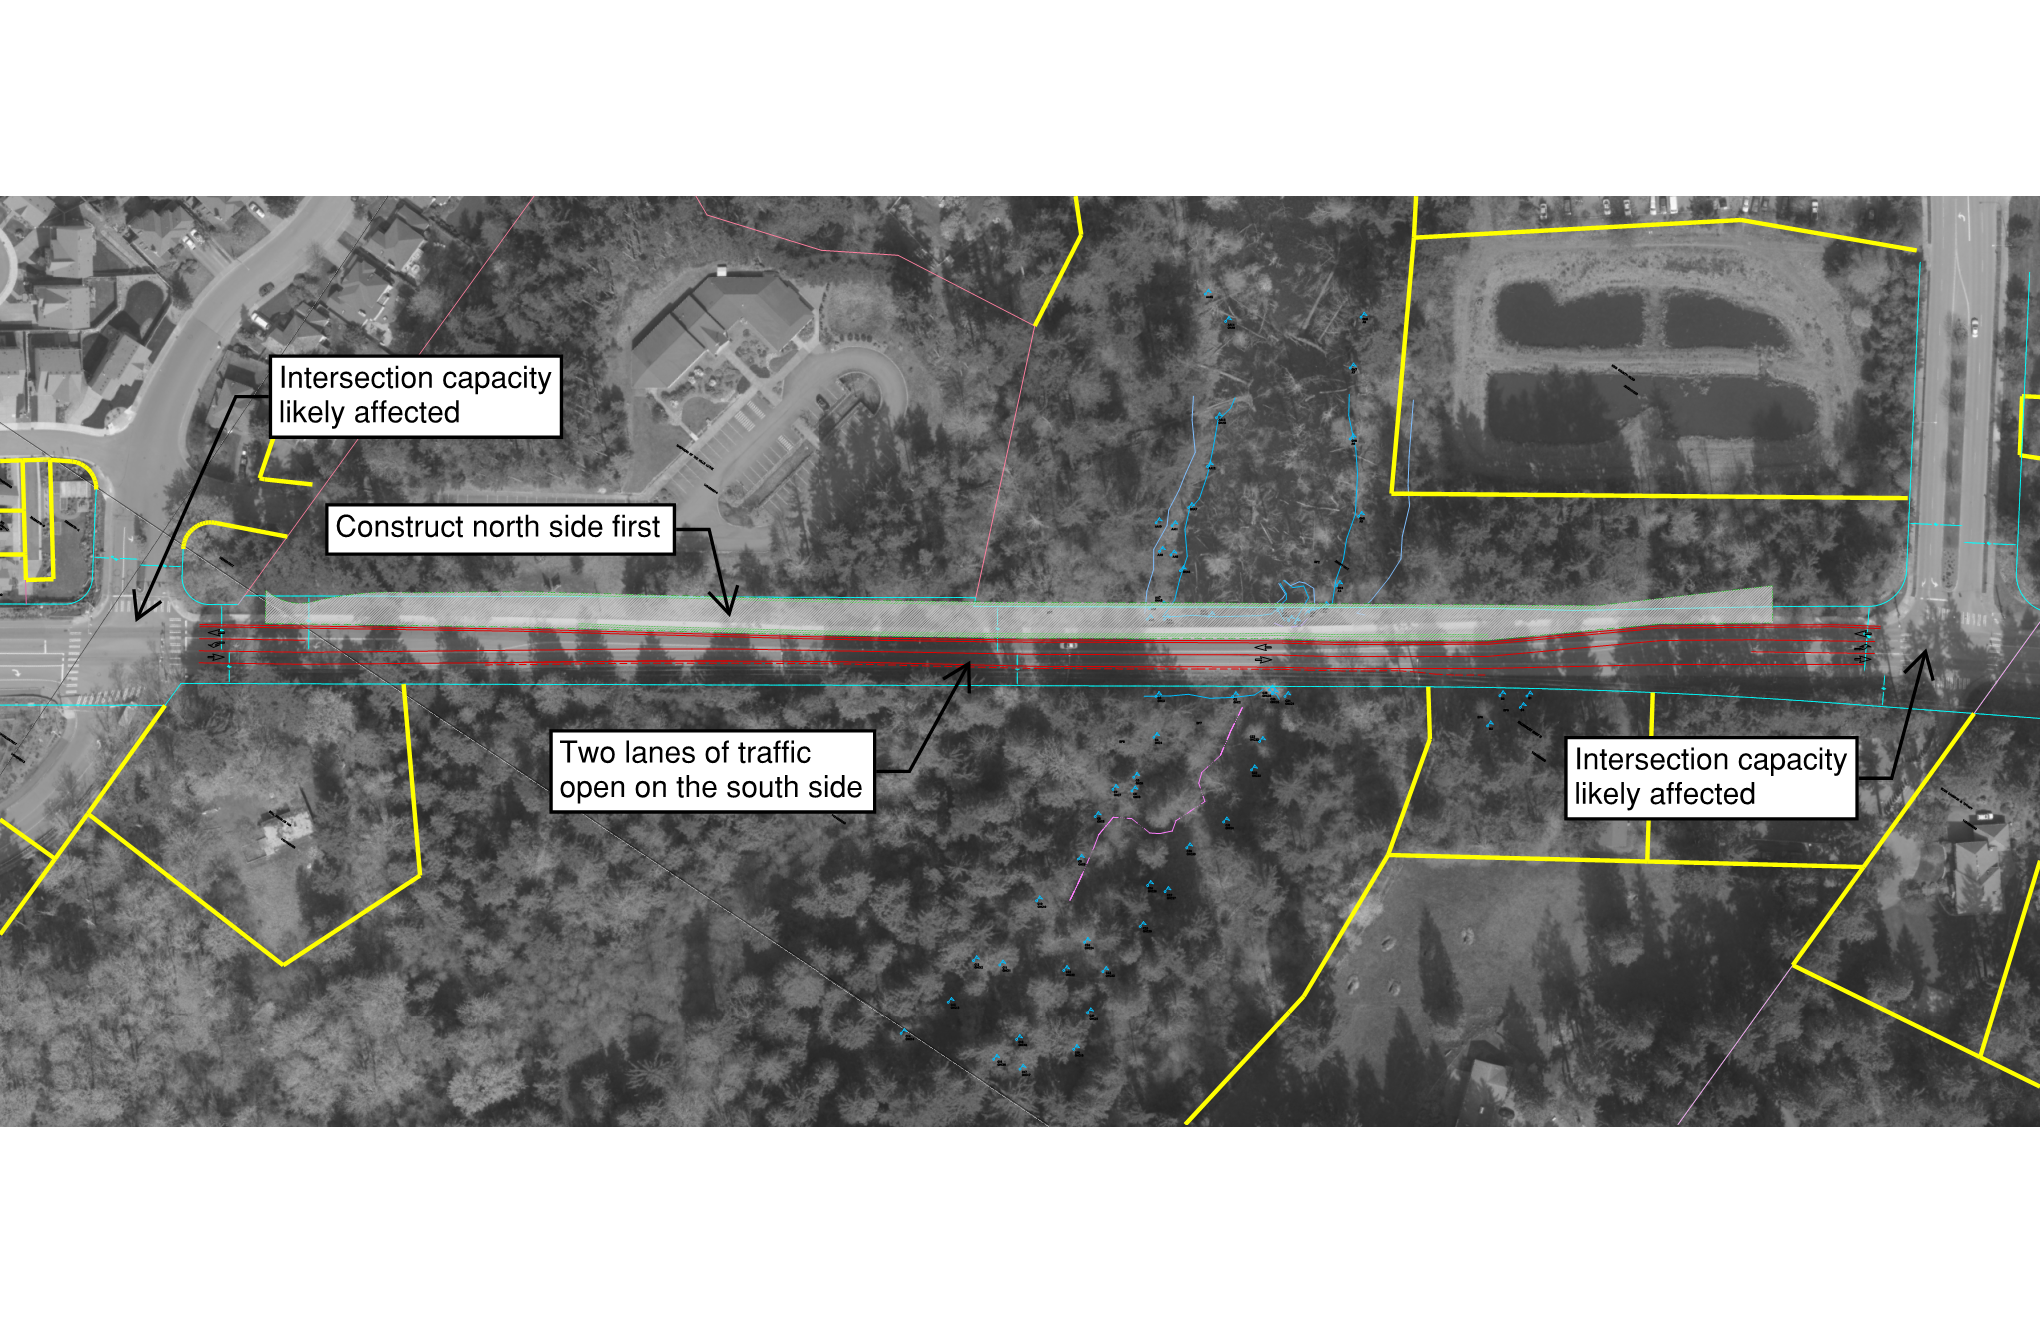 Intersection capacity
likely affected
Construct north side first
Two lanes of traffic
open on the south side
Intersection capacity
likely affected